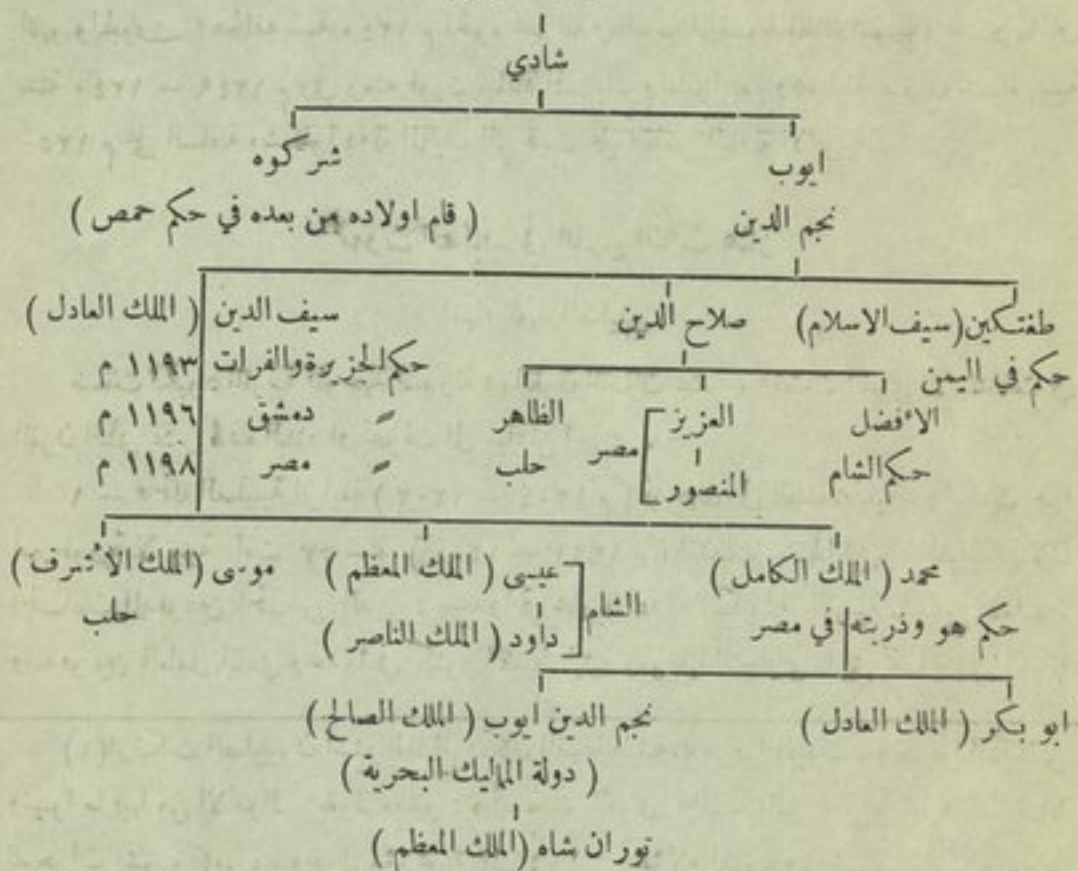 شادي
ايوب شركوه
نجم الدين ( قام اولاده من بعده في حكم حمص )
طغتكين (سيف الاسلام) صلاح الدين سيف الدين ( الملك العادل )
حكم في اليمن حكم الجزيرة والفرات ١١٩٣ م
الأفضل العزيز الظاهر 〃 دمشق ١١٩٦ م
حكم الشام المنصور مصر حلب 〃 مصر ١١٩٨ م
محمد ( الملك الكامل ) عيسى ( الملك المعظم ) موسى ( الملك الأشرف )
حكم هو وذريته في مصر داود ( الملك الناصر ) الشام حلب
ابو بكر ( الملك العادل ) نجم الدين ايوب ( الملك الصالح )
( دولة المماليك البحرية )
توران شاه (الملك المعظم )